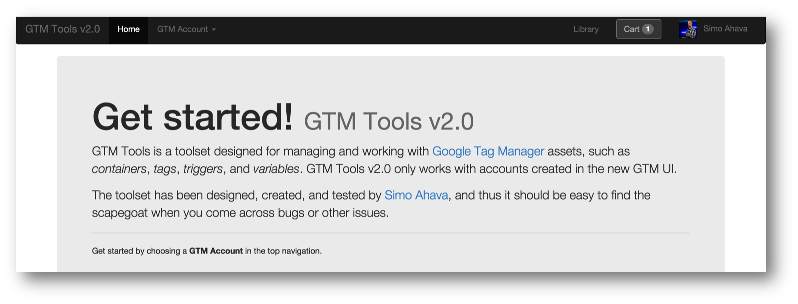 GTM Tools v2.0 Home GTM Account Library Cart 1 Simo Ahava
Get started! GTM Tools v2.0
GTM Tools is a toolset designed for managing and working with Google Tag Manager assets, such as
containers, tags, triggers, and variables. GTM Tools v2.0 only works with accounts created in the new GTM UI.
The toolset has been designed, created, and tested by Simo Ahava, and thus it should be easy to find the
scapegoat when you come across bugs or other issues.
Get started by choosing a GTM Account in the top navigation.